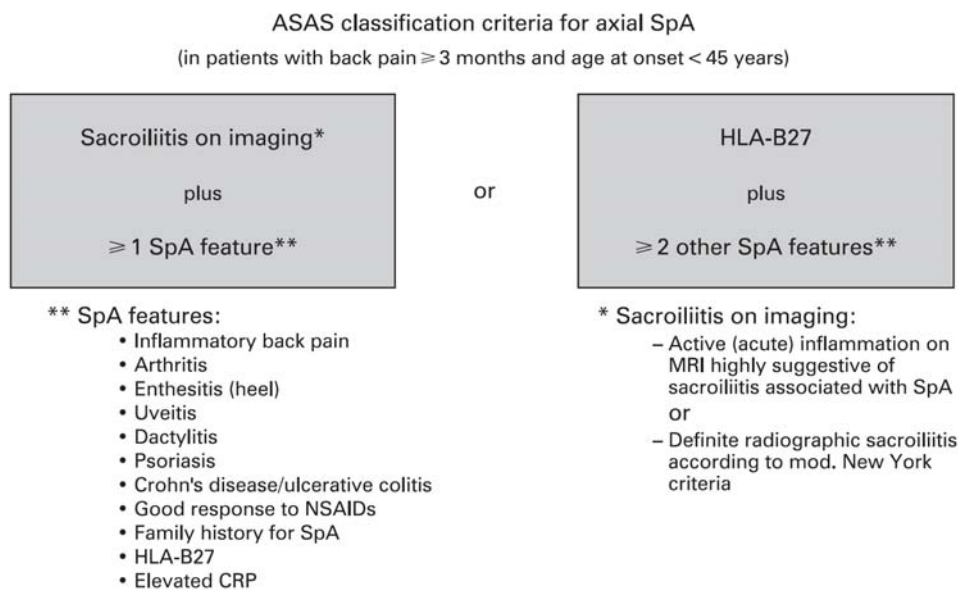 ASAS classification criteria for axial SpA
(in patients with back pain ≥ 3 months and age at onset < 45 years)
Sacroiliitis on imaging*
plus
≥ 1 SpA feature**
or
HLA-B27
plus
≥ 2 other SpA features**
** SpA features:
• Inflammatory back pain
• Arthritis
• Enthesitis (heel)
• Uveitis
• Dactylitis
• Psoriasis
• Crohn's disease/ulcerative colitis
• Good response to NSAIDs
• Family history for SpA
• HLA-B27
• Elevated CRP
* Sacroiliitis on imaging:
– Active (acute) inflammation on
MRI highly suggestive of
sacroiliitis associated with SpA
or
– Definite radiographic sacroiliitis
according to mod. New York
criteria